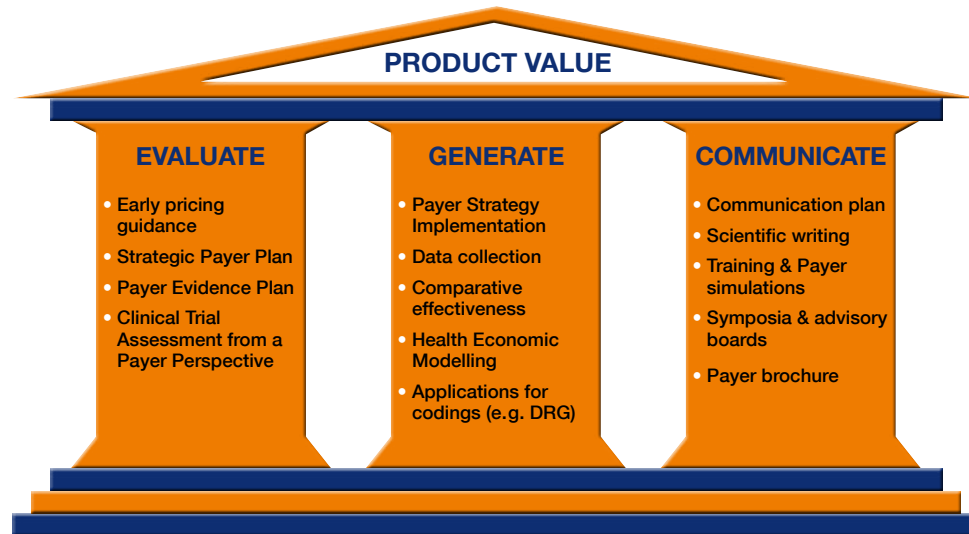 PRODUCT VALUE
EVALUATE
• Early pricing
guidance
• Strategic Payer Plan
• Payer Evidence Plan
• Clinical Trial
Assessment from a
Payer Perspective
GENERATE
• Payer Strategy
Implementation
• Data collection
• Comparative
effectiveness
• Health Economic
Modelling
• Applications for
codings (e.g. DRG)
COMMUNICATE
• Communication plan
• Scientific writing
• Training & Payer
simulations
• Symposia & advisory
boards
• Payer brochure